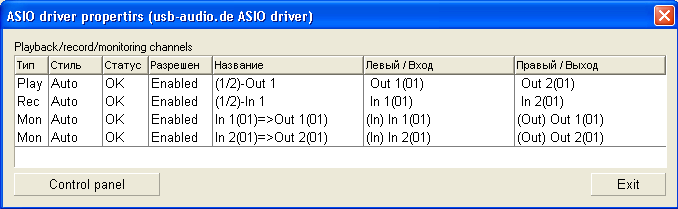 ASIO driver propertirs (usb-audio.de ASIO driver)
Playback/record/monitoring channels
Тип Стиль Статус Разрешен Название Левый / Вход Правый / Выход
Play Auto OK Enabled (1/2)-Out 1 Out 1(01) Out 2(01)
Rec Auto OK Enabled (1/2)-In 1 In 1(01) In 2(01)
Mon Auto OK Enabled In 1(01)=>Out 1(01) (In) In 1(01) (Out) Out 1(01)
Mon Auto OK Enabled In 2(01)=>Out 2(01) (In) In 2(01) (Out) Out 2(01)
Control panel Exit